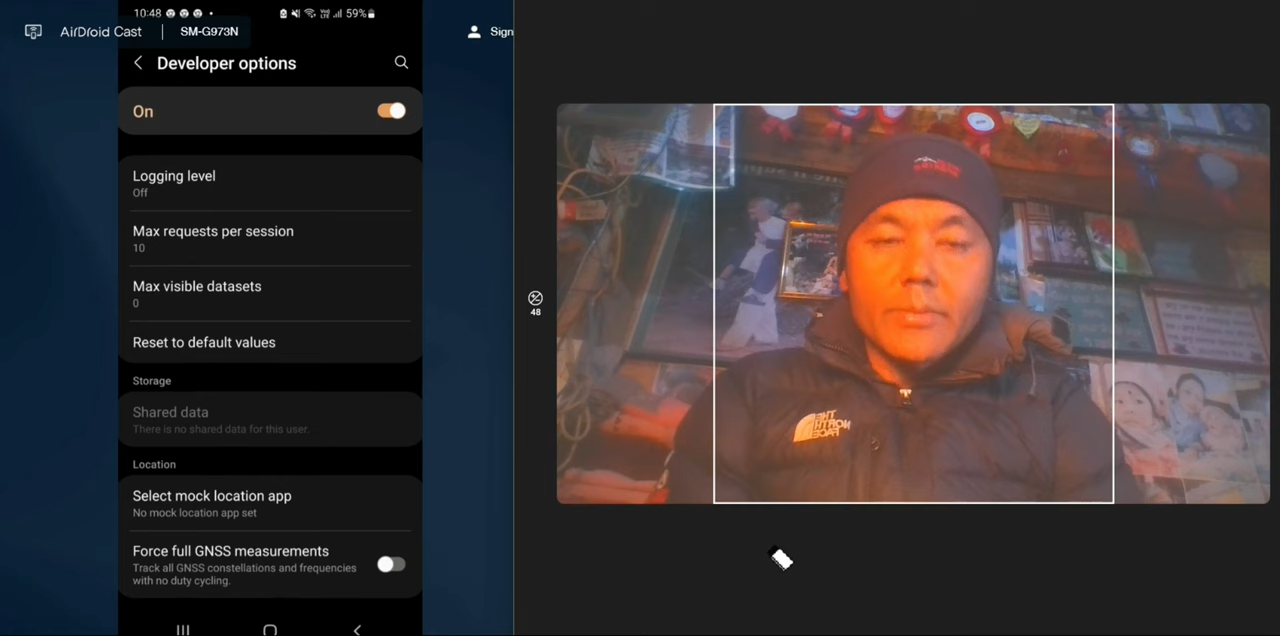 10:48
59%
AirDroid Cast
SM-G973N
Sign
Developer options
On
Logging level
Off
Max requests per session
10
Max visible datasets
0
Reset to default values
Storage
Shared data
There is no shared data for this user.
Location
Select mock location app
No mock location app set
Force full GNSS measurements
Track all GNSS constellations and frequencies
with no duty cycling.
48
THE
NORTH
FACE